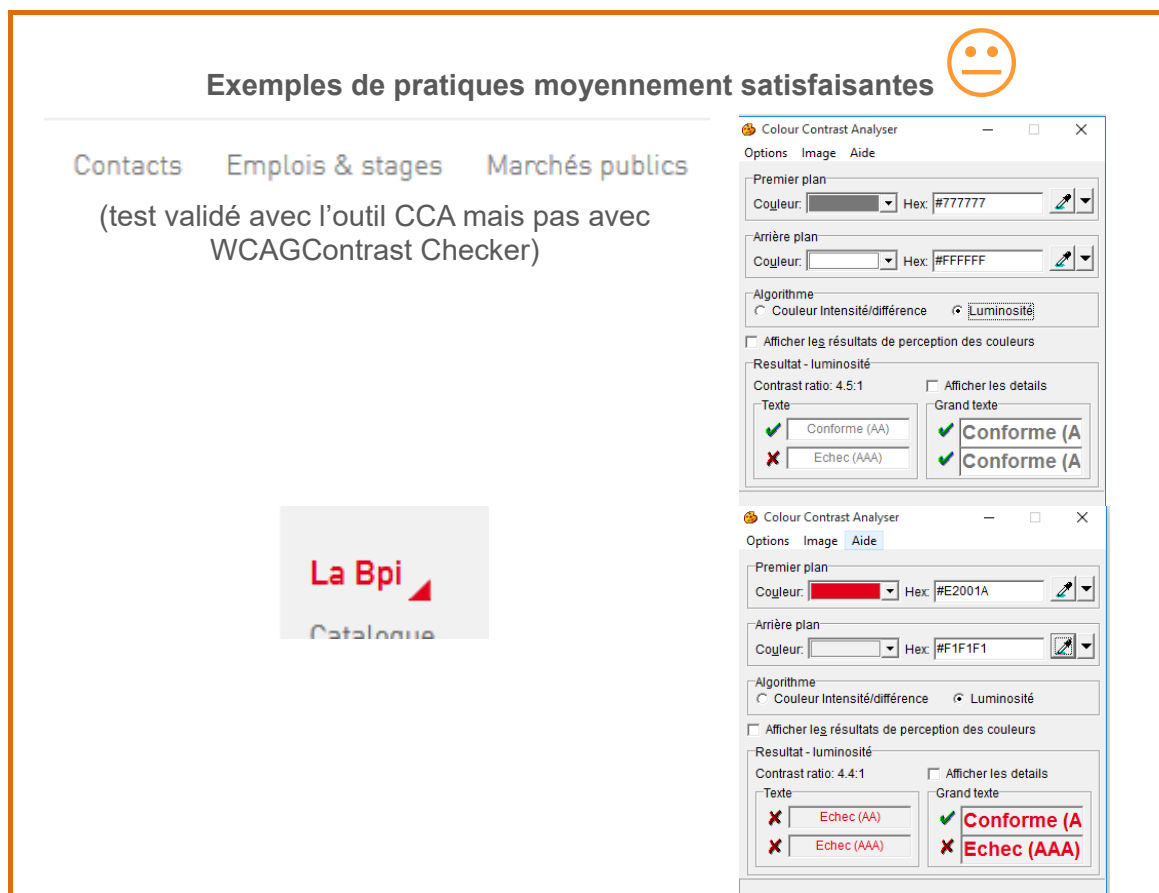 Exemples de pratiques moyennement satisfaisantes
Contacts Emplois & stages Marchés publics
(test validé avec l'outil CCA mais pas avec
WCAGContrast Checker)
Colour Contrast Analyser
Options Image Aide
Premier plan
Couleur: Hex: #777777
Arrière plan
Couleur: Hex: #FFFFFF
Algorithme
Couleur Intensité/différence Luminosité
Afficher les résultats de perception des couleurs
Resultat - luminosité
Contrast ratio: 4.5:1 Afficher les details
Texte Grand texte
Conforme (AA) Conforme (A
Echec (AAA) Conforme (A
La Bpi
Catalogue
Colour Contrast Analyser
Options Image Aide
Premier plan
Couleur: Hex: #E2001A
Arrière plan
Couleur: Hex: #F1F1F1
Algorithme
Couleur Intensité/différence Luminosité
Afficher les résultats de perception des couleurs
Resultat - luminosité
Contrast ratio: 4.4:1 Afficher les details
Texte Grand texte
Echec (AA) Conforme (A
Echec (AAA) Echec (AAA)